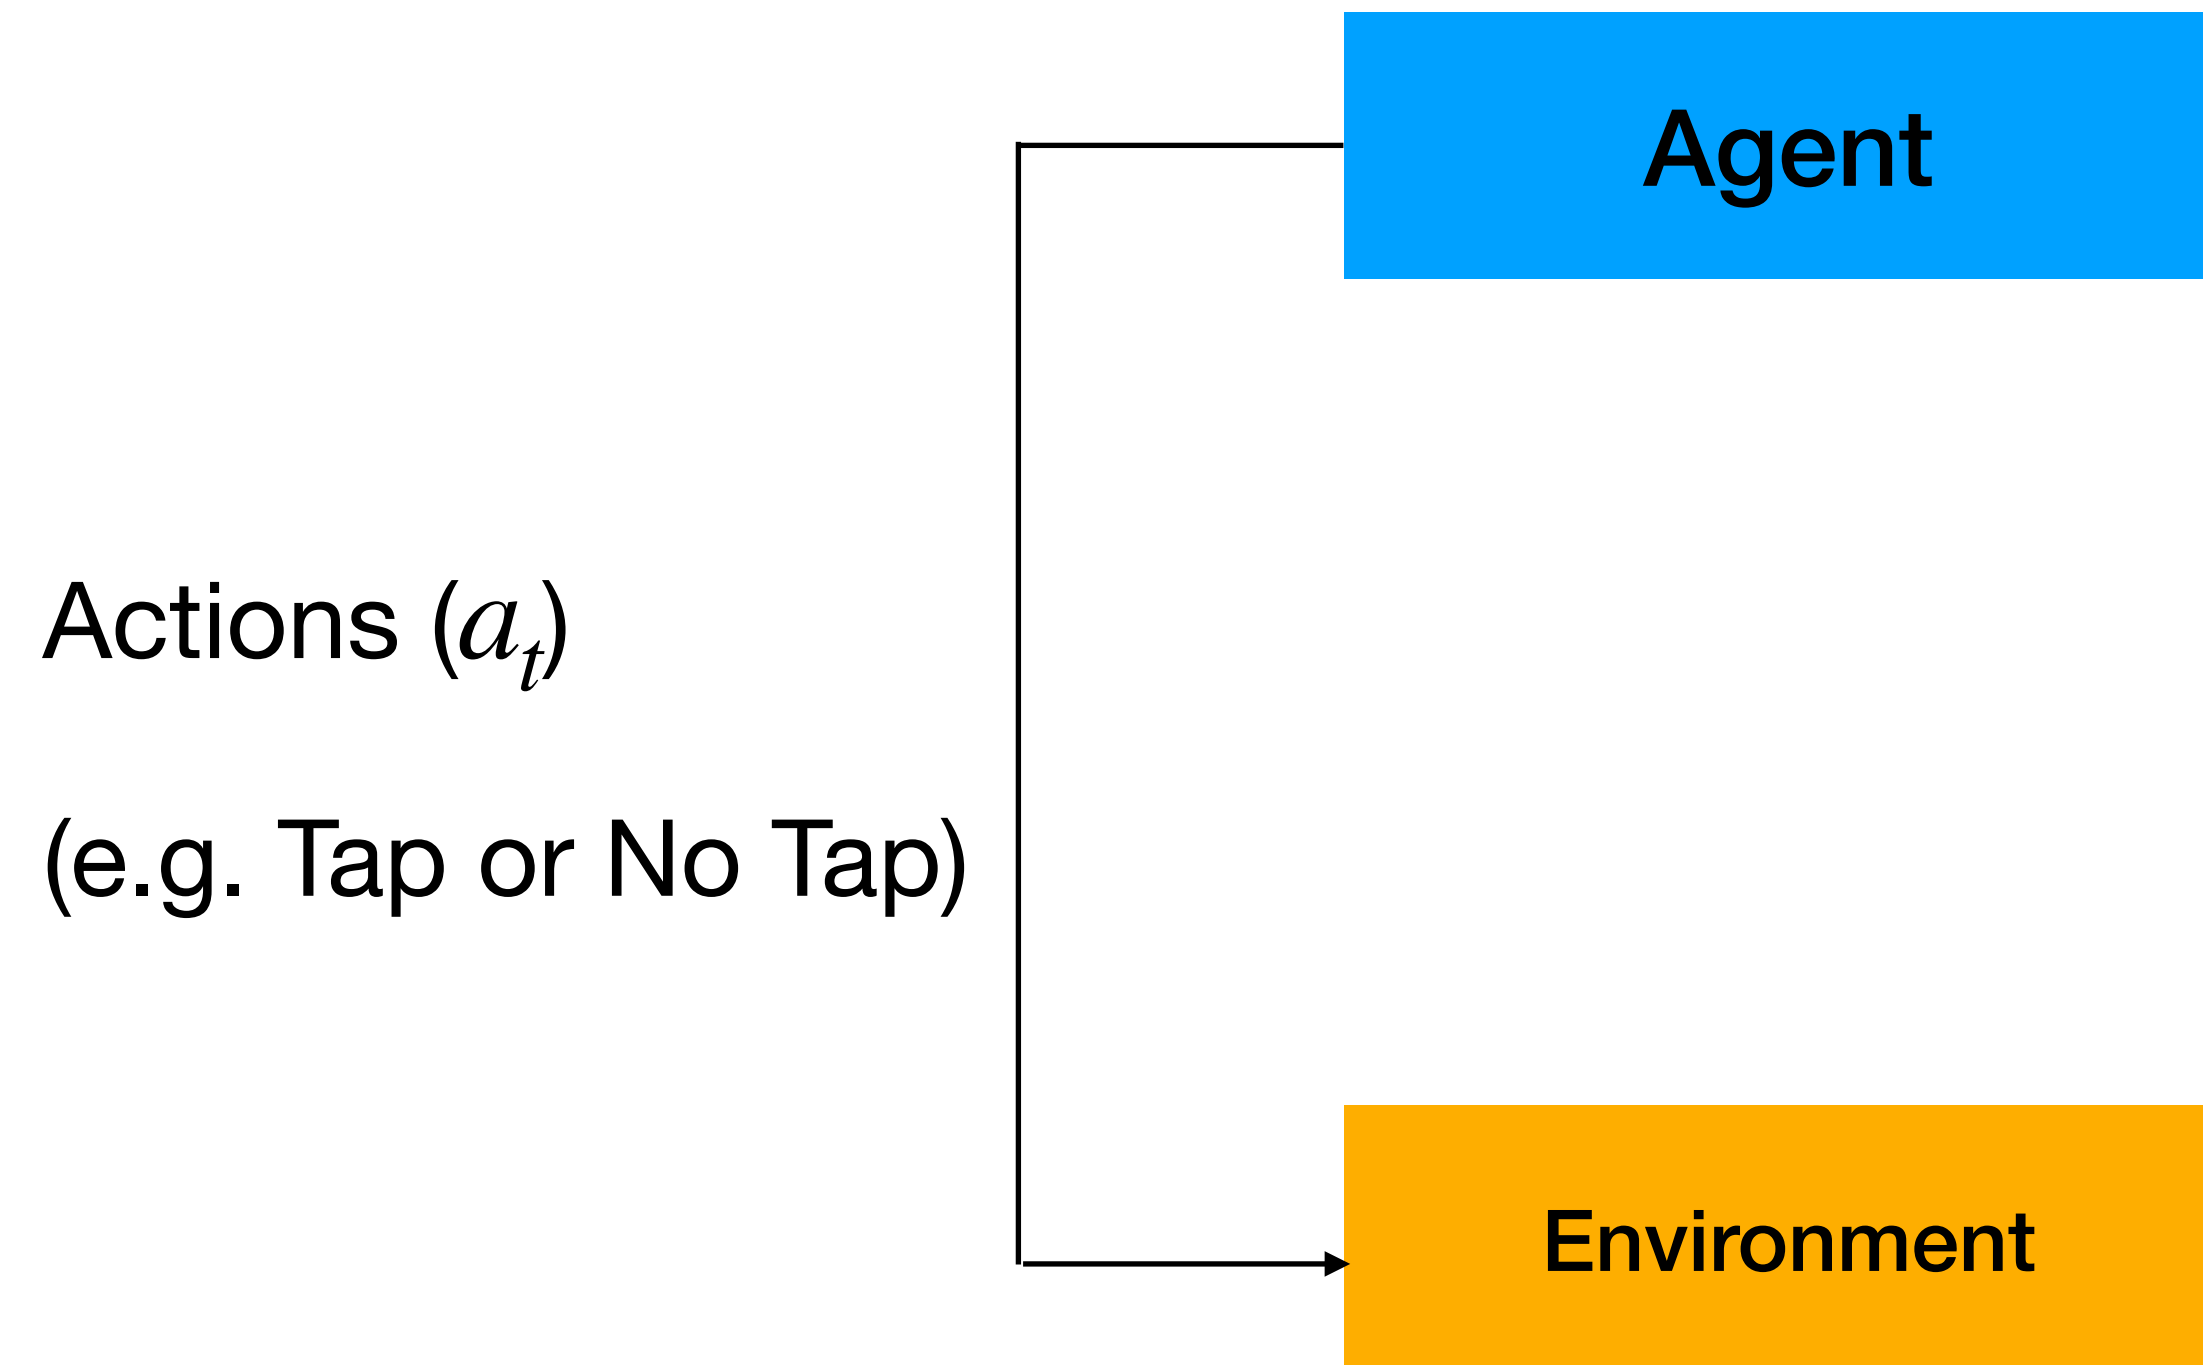 Agent
Actions (a_t)
(e.g. Tap or No Tap)
Environment